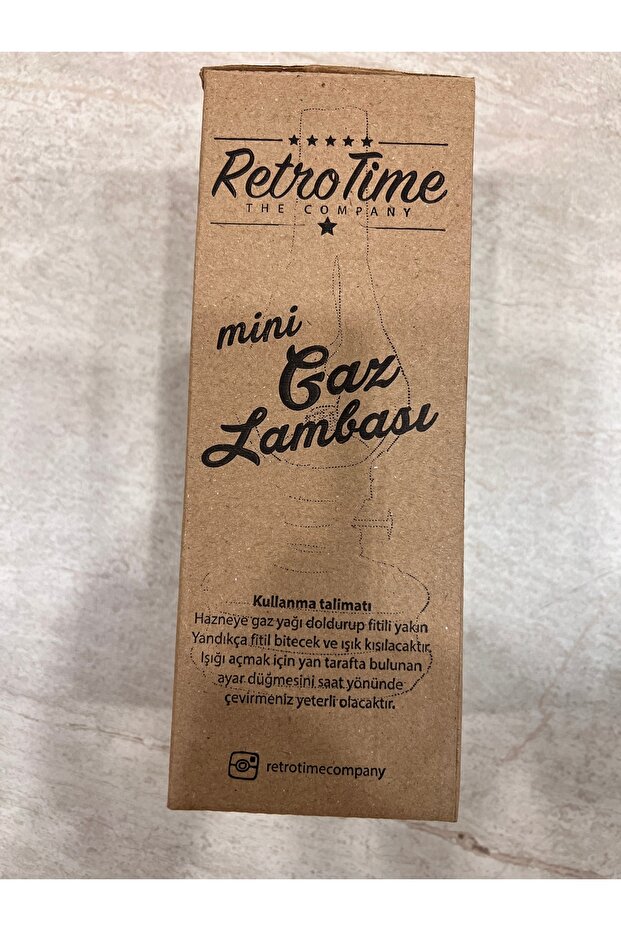 RetroTime
THE COMPANY
mini
Gaz
Lambası
Kullanma talimatı
Hazneye gaz yağı doldurup fitili yakın
Yandıkça fitil bitecek ve ışık kısılacaktır,
Işığı açmak için yan tarafta bulunan
ayar düğmesini saat yönünde
çevirmeniz yeterli olacaktır.
retrotimecompany